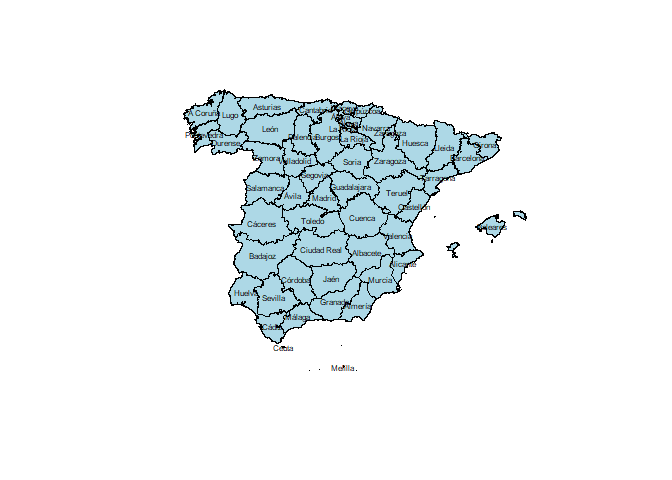 Asturias
Cantabria
A Coruña
Lugo
Álava
León
Navarra
Zaragoza
Pontevedra
Palencia
Burgos
La Rioja
Ourense
Huesca
Girona
Lleida
Zamora
Valladolid
Soria
Zaragoza
Barcelona
Segovia
Tarragona
Salamanca
Ávila
Madrid
Guadalajara
Teruel
Castellón
Cáceres
Toledo
Cuenca
Baleares
Valencia
Badajoz
Ciudad Real
Albacete
Alicante
Córdoba
Jaén
Murcia
Huelva
Sevilla
Granada
Almería
Málaga
Cádiz
Ceuta
Melilla